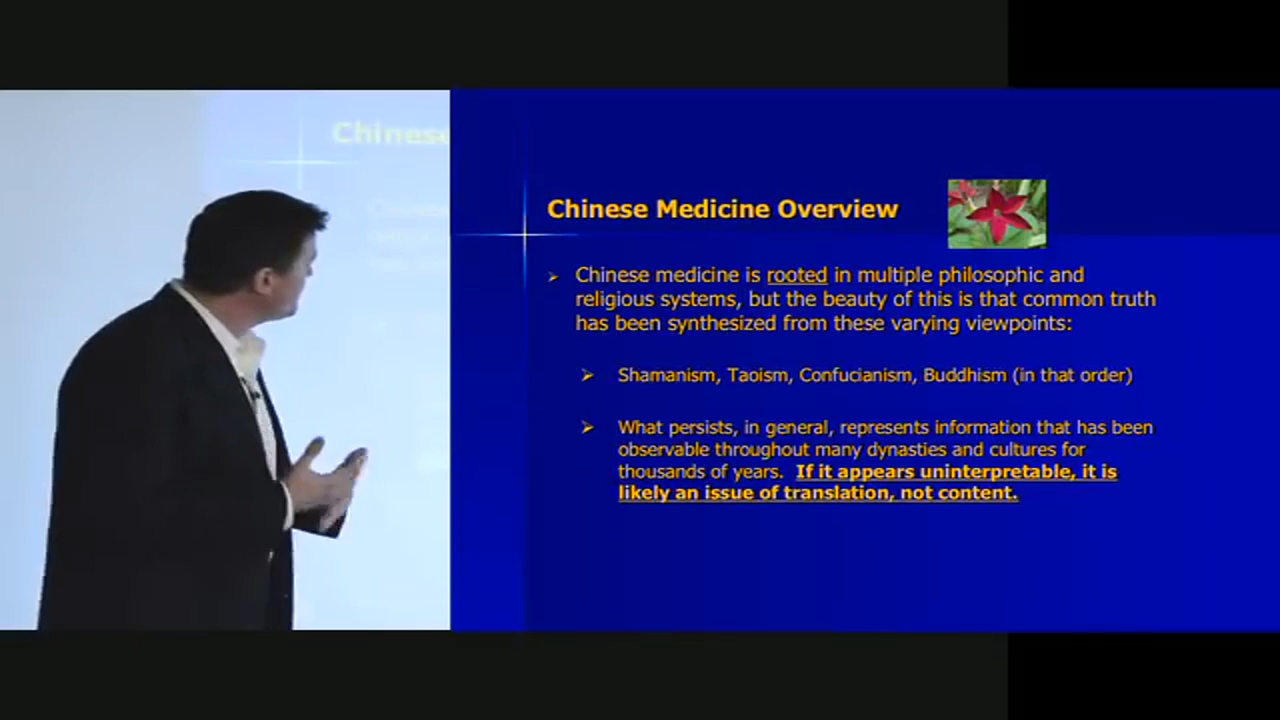 Chinese
Chinese Medicine Overview
Chinese medicine is rooted in multiple philosophic and
religious systems, but the beauty of this is that common truth
has been synthesized from these varying viewpoints:
Shamanism, Taoism, Confucianism, Buddhism (in that order)
What persists, in general, represents information that has been
observable throughout many dynasties and cultures for
thousands of years. If it appears uninterpretable, it is
likely an issue of translation, not content.